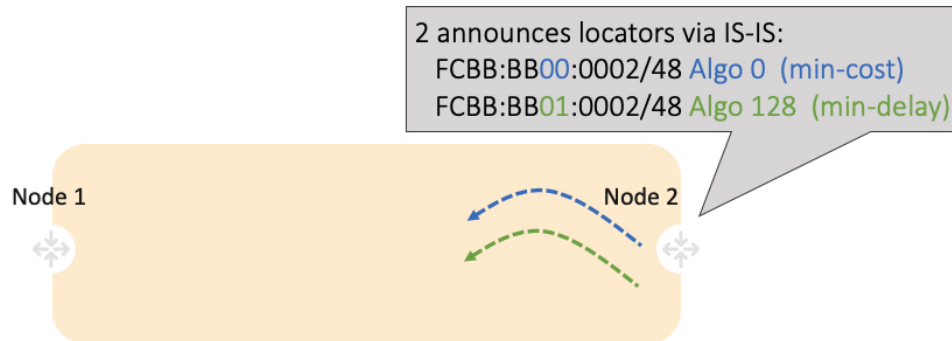 2 announces locators via IS-IS:
FCBB:BB00:0002/48 Algo 0 (min-cost)
FCBB:BB01:0002/48 Algo 128 (min-delay)
Node 1
Node 2